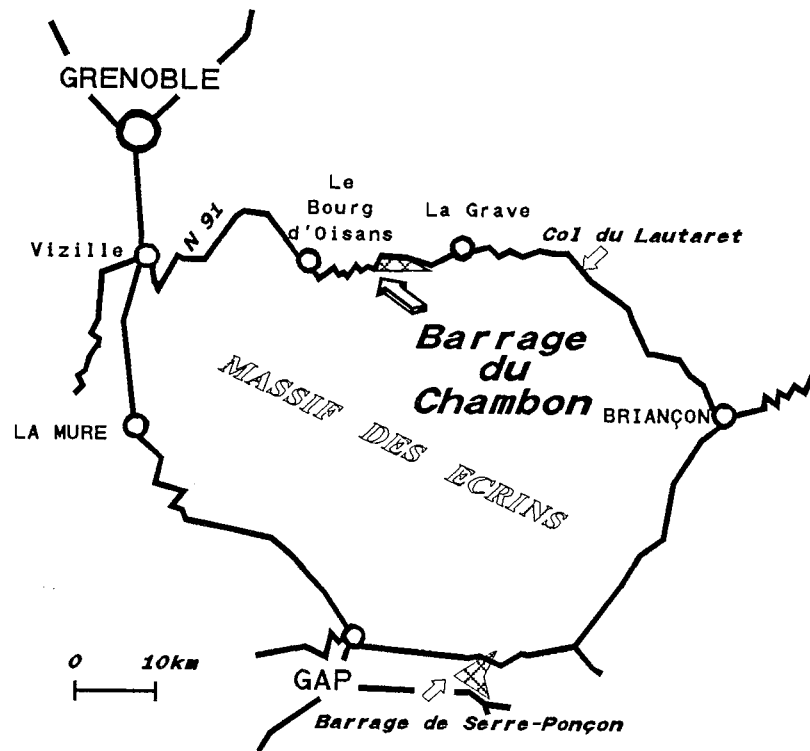 GRENOBLE
Le
Bourg
d'Oisans
La Grave
N 91
Col du Lautaret
Vizille
Barrage
du
Chambon
MASSIF DES ECRINS
BRIANÇON
LA MURE
0 10km
GAP
Barrage de Serre-Ponçon